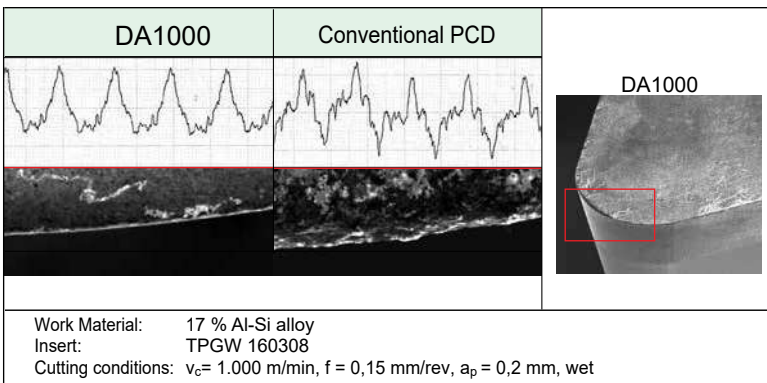 DA1000
Conventional PCD
DA1000
Work Material: 17 % Al-Si alloy
Insert: TPGW 160308
Cutting conditions: vc= 1.000 m/min, f = 0,15 mm/rev, ap = 0,2 mm, wet